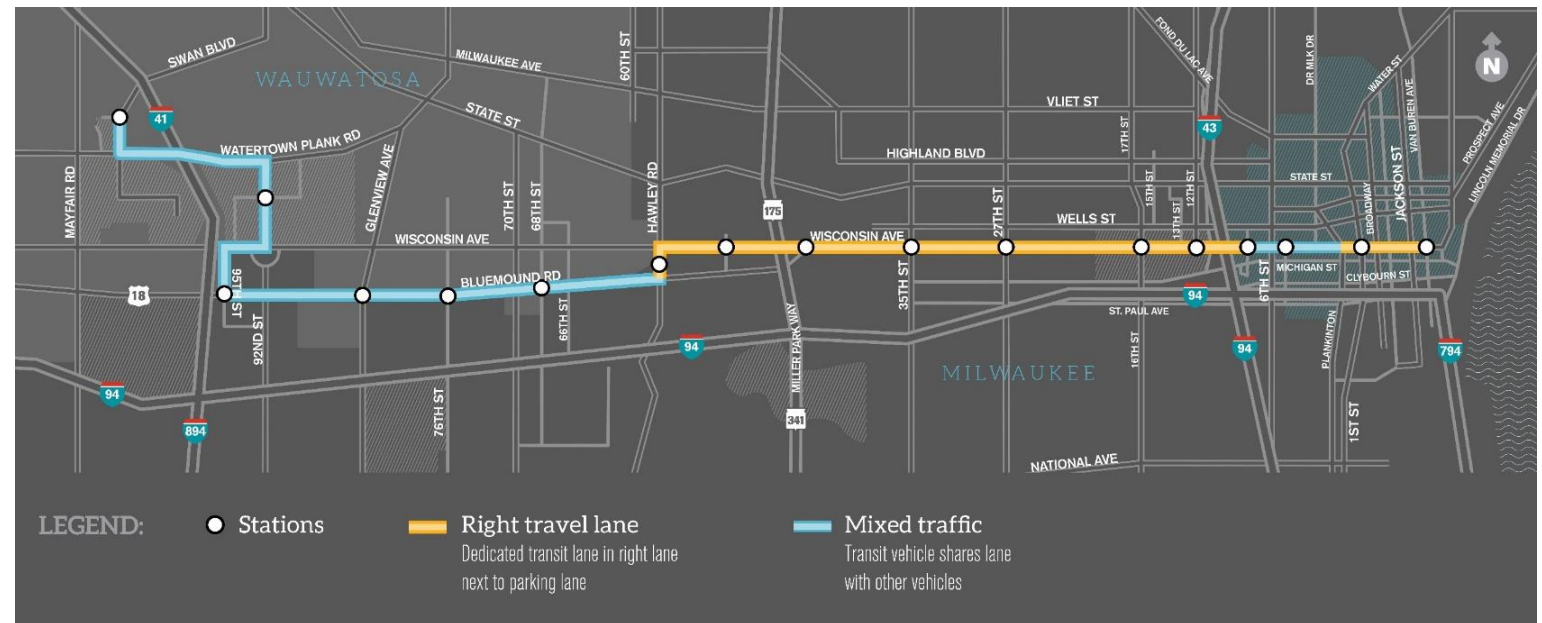 SWAN BLVD
WAUWATOSA
MILWAUKEE AVE
60TH ST
FOND DU LAC AVE
DR MLK DR
WATER ST
VAN BUREN AVE
N
41
STATE ST
VLIET ST
43
PROSPECT AVE
LINCOLN MEMORIAL DR
WATERTOWN PLANK RD
17TH ST
HIGHLAND BLVD
JACKSON ST
MAYFAIR RD
GLENVIEW AVE
70TH ST
68TH ST
HAWLEY RD
175
27TH ST
15TH ST
13TH ST
12TH ST
STATE ST
BROADWAY
WELLS ST
WISCONSIN AVE
WISCONSIN AVE
BLUEMOUND RD
95TH ST
18
35TH ST
6TH ST
MICHIGAN ST
CLYBOURN ST
94
ST. PAUL AVE
92ND ST
66TH ST
94
MILLER PARK WAY
16TH ST
94
PLANKINTON
794
MILWAUKEE
94
894
76TH ST
341
1ST ST
NATIONAL AVE
LEGEND:
Stations
Right travel lane
Dedicated transit lane in right lane
next to parking lane
Mixed traffic
Transit vehicle shares lane
with other vehicles